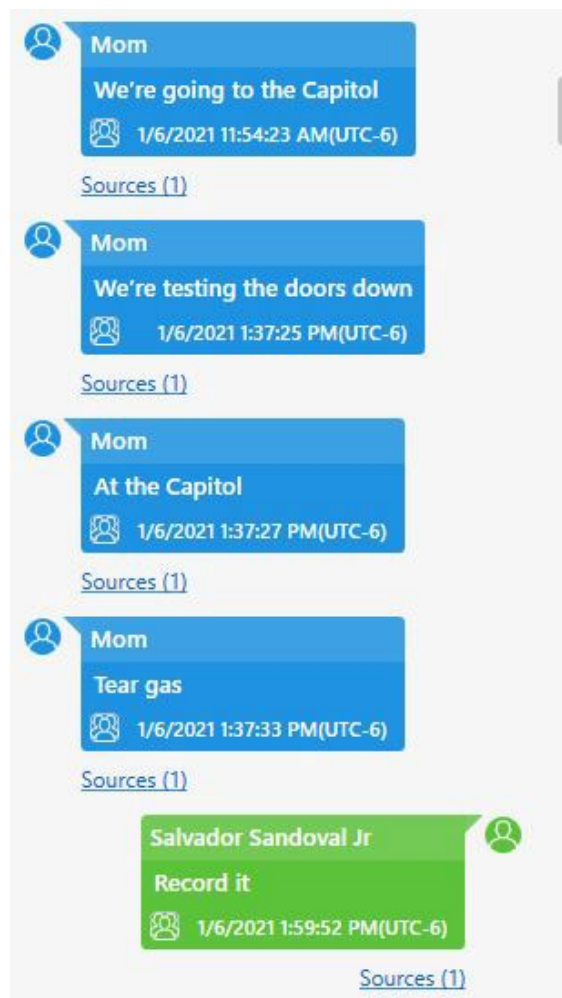 Mom
We're going to the Capitol
1/6/2021 11:54:23 AM(UTC-6)
Sources (1)
Mom
We're testing the doors down
1/6/2021 1:37:25 PM(UTC-6)
Sources (1)
Mom
At the Capitol
1/6/2021 1:37:27 PM(UTC-6)
Sources (1)
Mom
Tear gas
1/6/2021 1:37:33 PM(UTC-6)
Sources (1)
Salvador Sandoval Jr
Record it
1/6/2021 1:59:52 PM(UTC-6)
Sources (1)